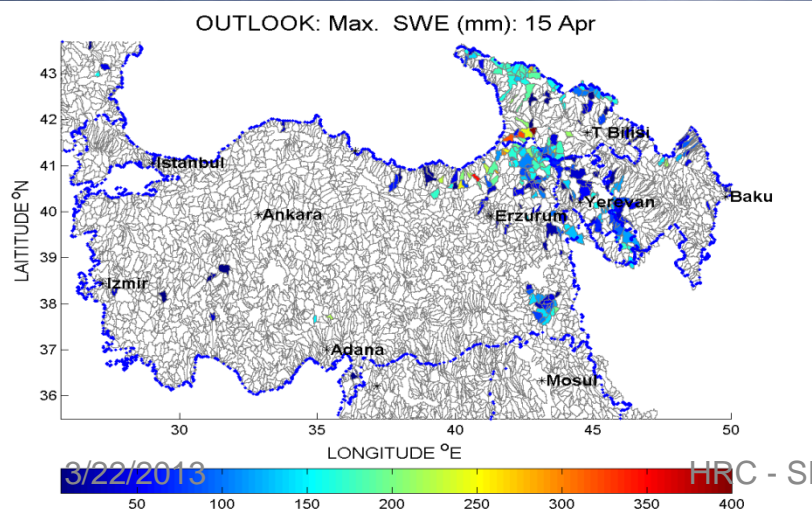 OUTLOOK: Max. SWE (mm): 15 Apr
43
42
41
40
39
38
37
36
LAITITUDE °N
T Bilisi
Istanbul
Baku
Yerevan
Ankara
Erzurum
Izmir
Adana
Mosul
30 35 40 45 50
LONGITUDE °E
3/22/2013
HRC - S
50 100 150 200 250 300 350 400